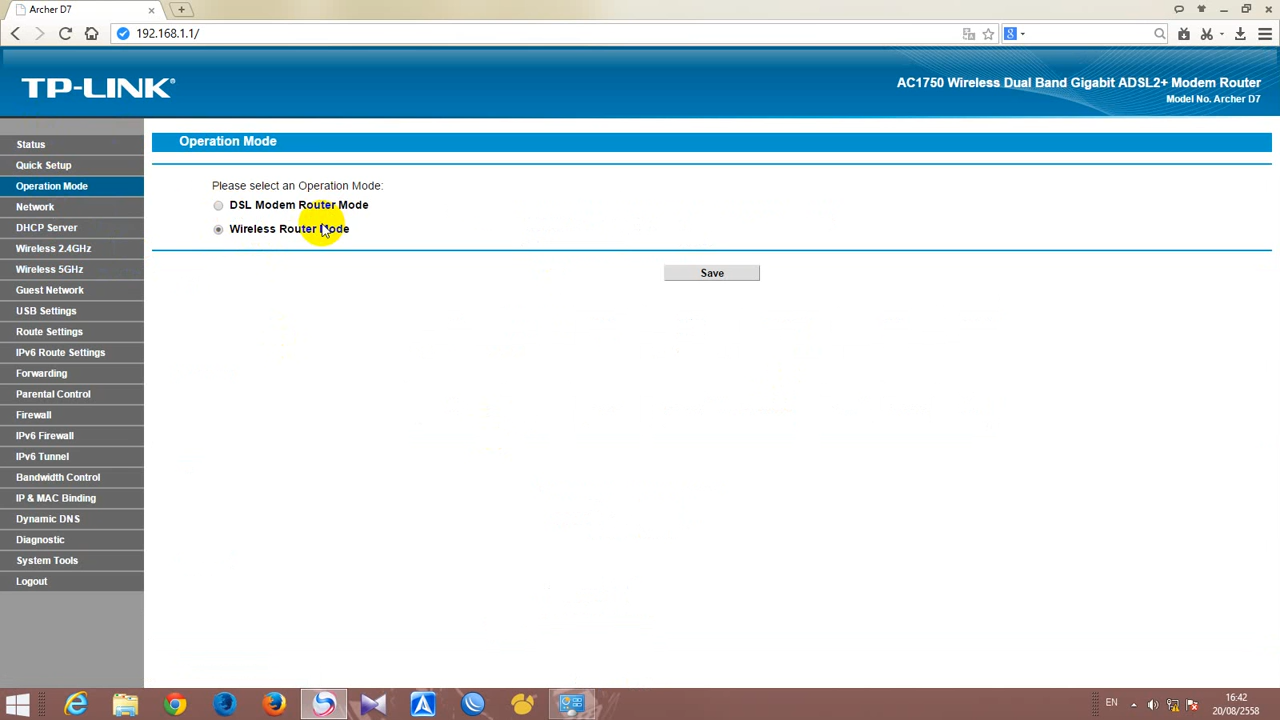 Archer D7
192.168.1.1/
TP-LINK®
AC1750 Wireless Dual Band Gigabit ADSL2+ Modem Router
Model No. Archer D7
Status
Quick Setup
Operation Mode
Network
DHCP Server
Wireless 2.4GHz
Wireless 5GHz
Guest Network
USB Settings
Route Settings
IPv6 Route Settings
Forwarding
Parental Control
Firewall
IPv6 Firewall
IPv6 Tunnel
Bandwidth Control
IP & MAC Binding
Dynamic DNS
Diagnostic
System Tools
Logout
Operation Mode
Please select an Operation Mode:
DSL Modem Router Mode
Wireless Router Mode
Save
EN
16:42
20/08/2558